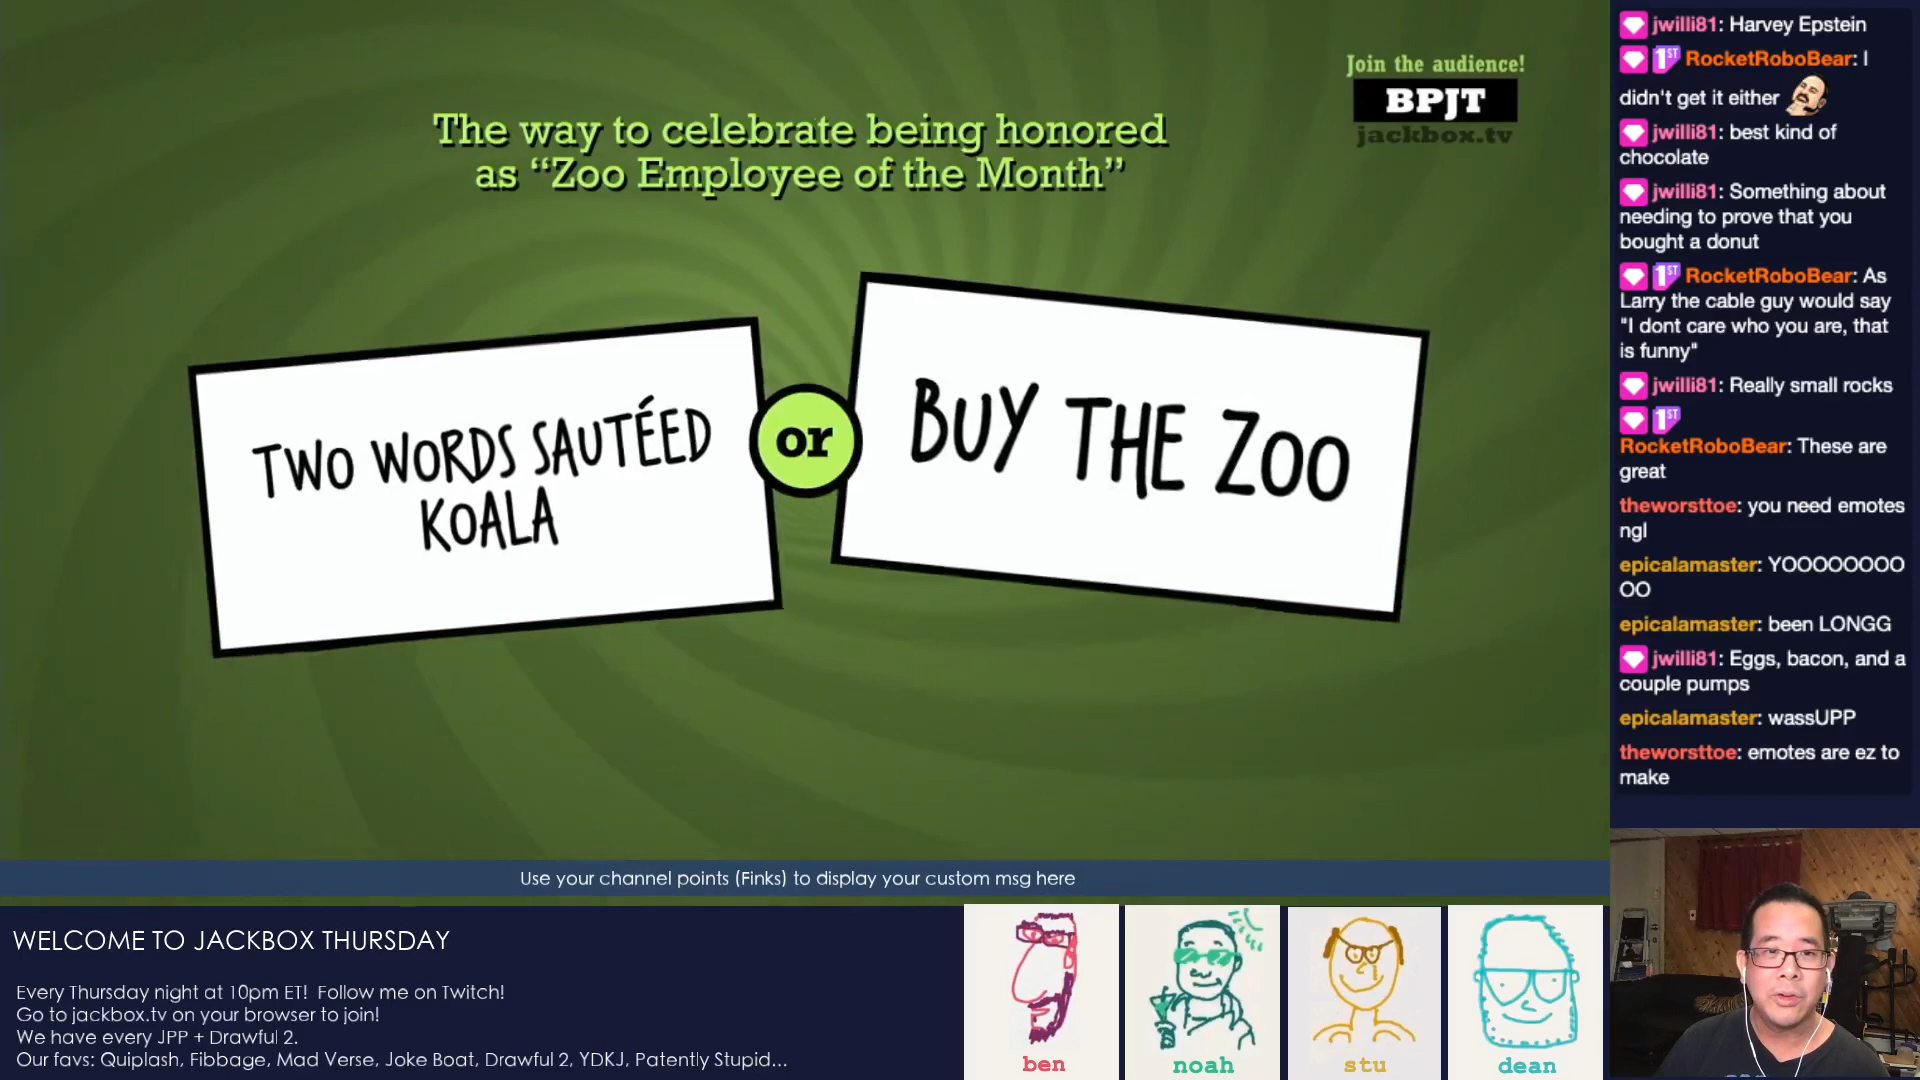 Join the audience!
BPJT
jackbox.tv
The way to celebrate being honored
as “Zoo Employee of the Month”
TWO WORDS SAUTÉED
KOALA
or
BUY THE ZOO
Use your channel points (Finks) to display your custom msg here
WELCOME TO JACKBOX THURSDAY
Every Thursday night at 10pm ET!  Follow me on Twitch!
Go to jackbox.tv on your browser to join!
We have every JPP + Drawful 2.
Our favs: Quiplash, Fibbage, Mad Verse, Joke Boat, Drawful 2, YDKJ, Patently Stupid...
ben
noah
stu
dean
jwilli81: Harvey Epstein
1ST RocketRoboBear: I
didn't get it either
jwilli81: best kind of
chocolate
jwilli81: Something about
needing to prove that you
bought a donut
1ST RocketRoboBear: As
Larry the cable guy would say
"I dont care who you are, that
is funny"
jwilli81: Really small rocks
1ST
RocketRoboBear: These are
great
theworsttoe: you need emotes
ngl
epicalamaster: YOOOOOOOO
OO
epicalamaster: been LONGG
jwilli81: Eggs, bacon, and a
couple pumps
epicalamaster: wassUPP
theworsttoe: emotes are ez to
make